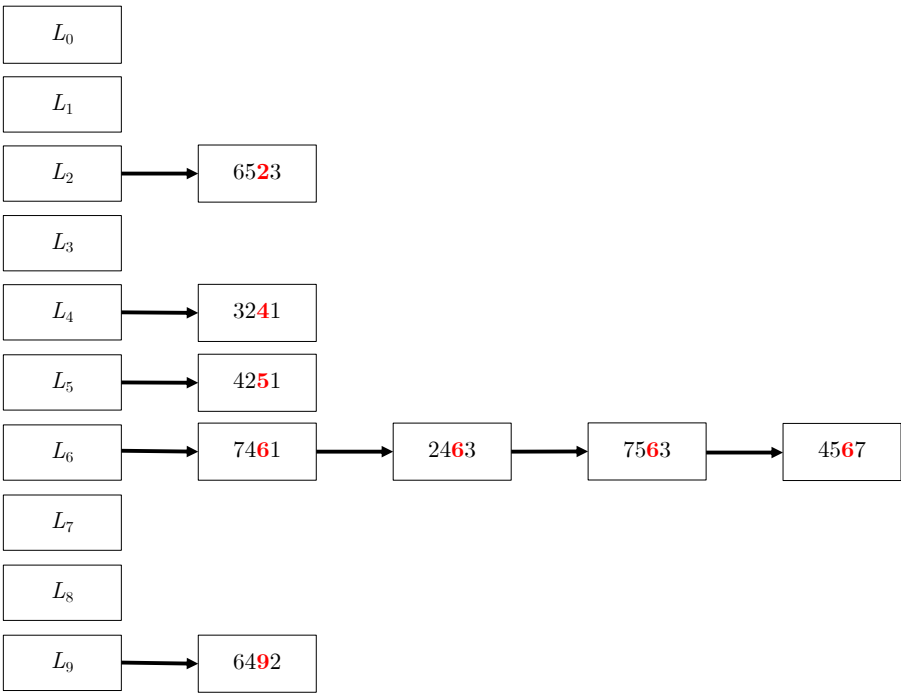 L₀
L₁
L₂ 6523
L₃
L₄ 3241
L₅ 4251
L₆ 7461 2463 7563 4567
L₇
L₈
L₉ 6492